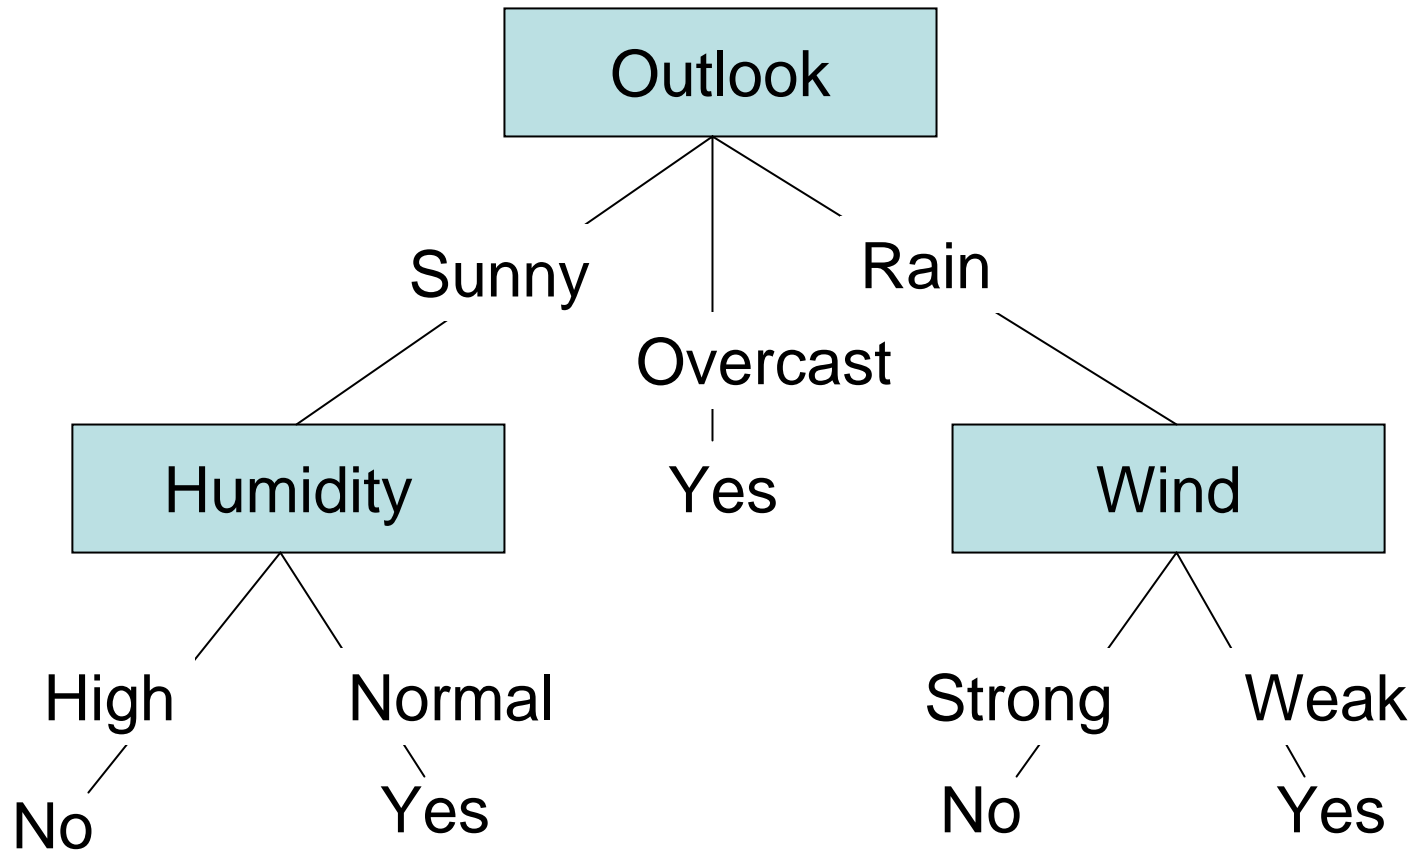 Outlook
Sunny
Rain
Overcast
Humidity
Yes
Wind
High
Normal
Strong
Weak
No
Yes
No
Yes